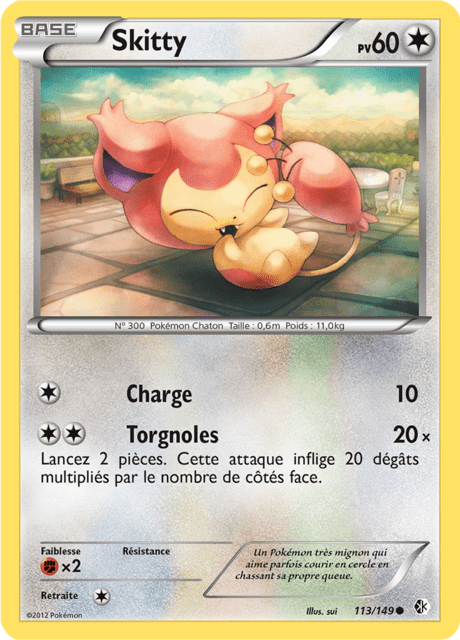 BASE
Skitty
PV60
N° 300 Pokémon Chaton Taille : 0,6m Poids : 11,0kg
Charge 10
Torgnoles 20×
Lancez 2 pièces. Cette attaque inflige 20 dégâts
multipliés par le nombre de côtés face.
Faiblesse Résistance
×2
Un Pokémon très mignon qui
aime parfois courir en cercle en
chassant sa propre queue.
Retraite
©2012 Pokémon
Illus. sui 113/149